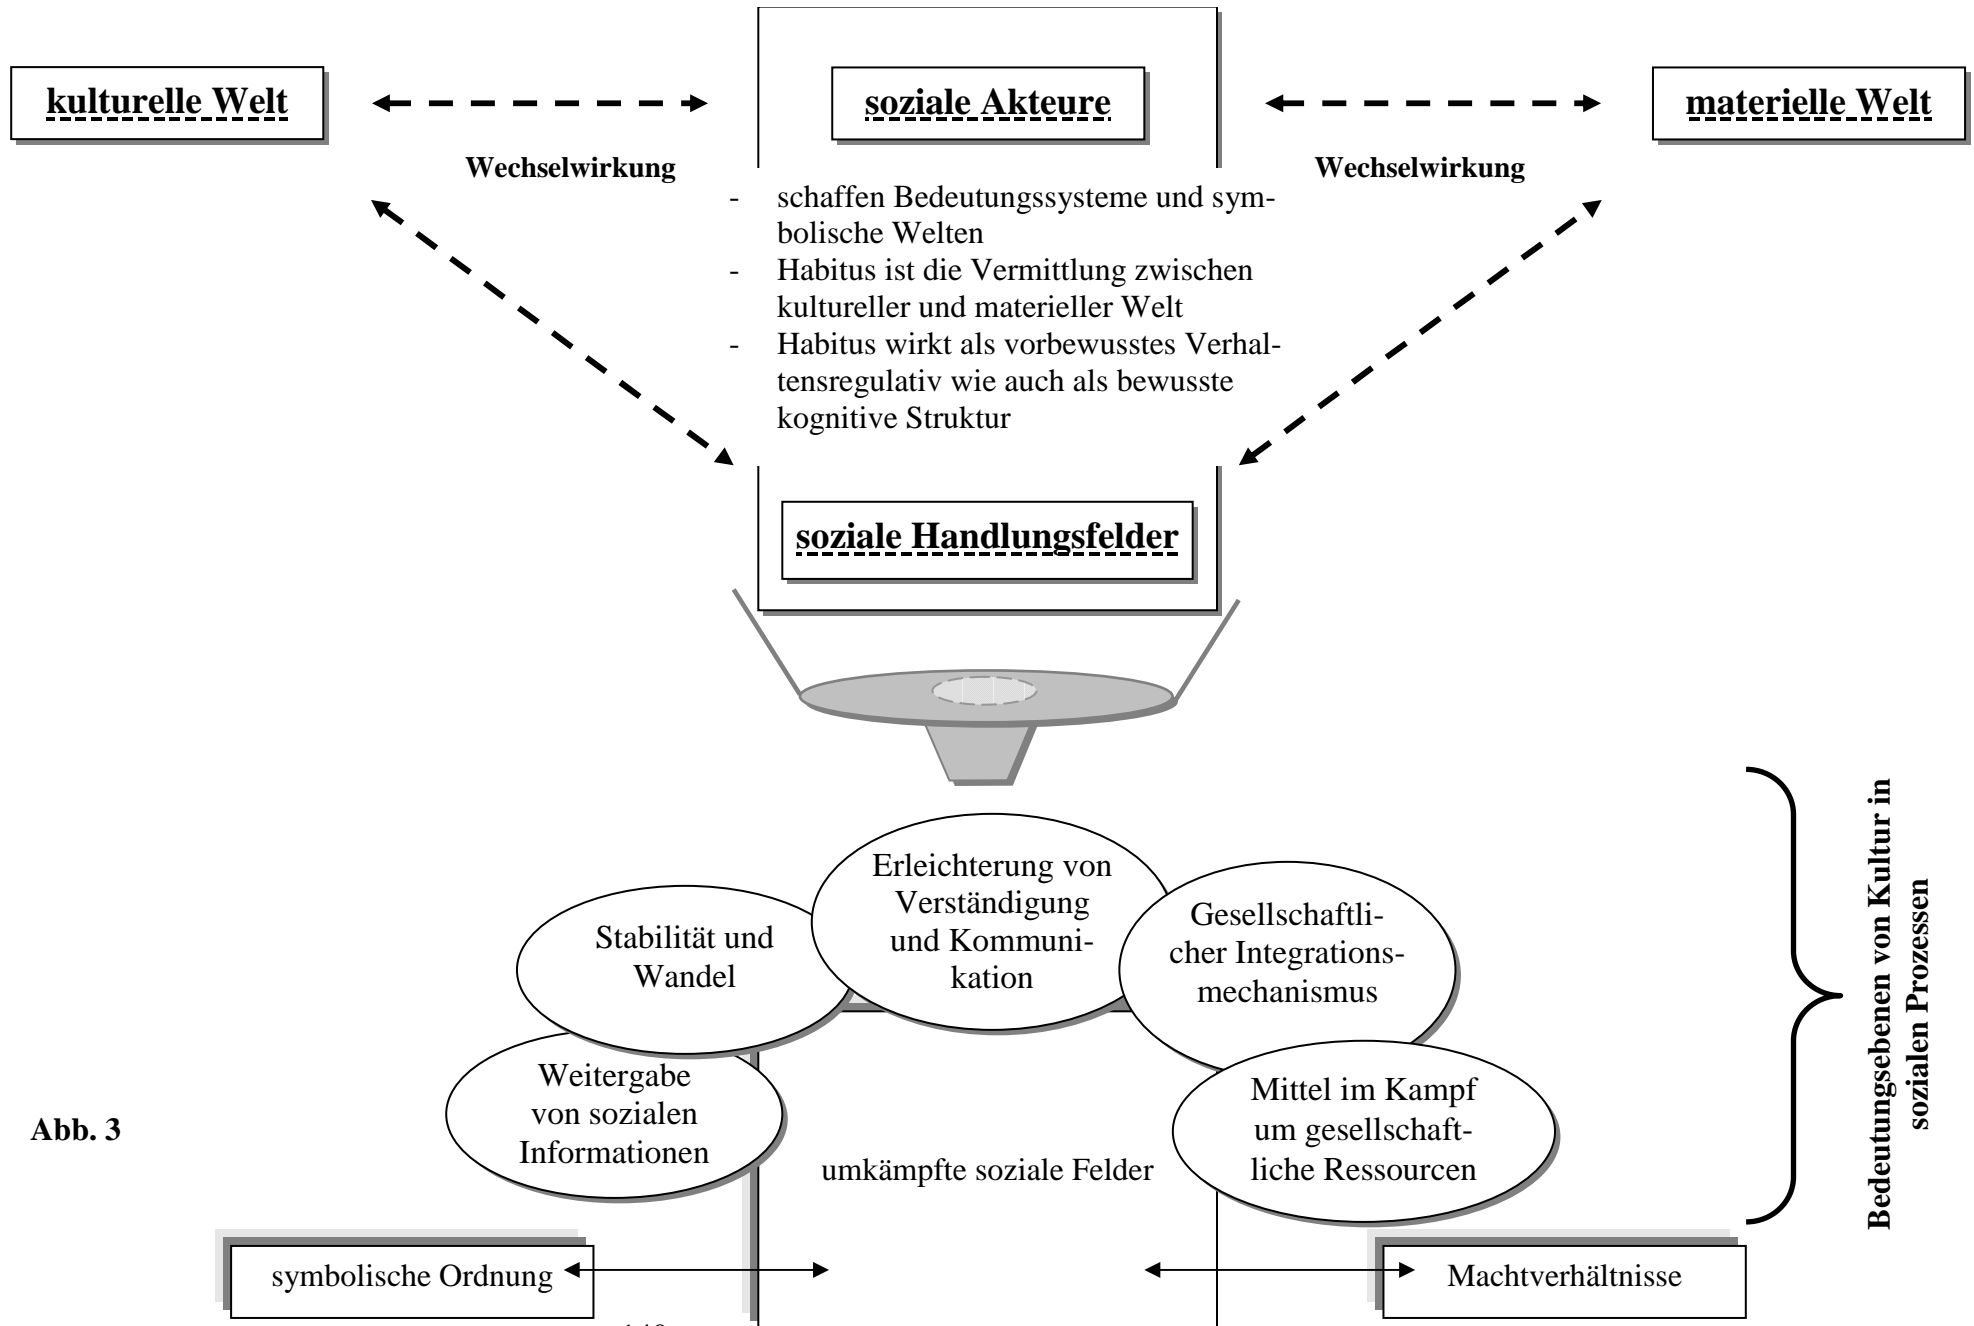 kulturelle Welt
soziale Akteure
materielle Welt
Wechselwirkung
Wechselwirkung
- schaffen Bedeutungssysteme und sym-
bolische Welten
- Habitus ist die Vermittlung zwischen
kultureller und materieller Welt
- Habitus wirkt als vorbewusstes Verhal-
tensregulativ wie auch als bewusste
kognitive Struktur
soziale Handlungsfelder
Erleichterung von
Verständigung
und Kommuni-
kation
Stabilität und
Wandel
Gesellschaftli-
cher Integrations-
mechanismus
Weitergabe
von sozialen
Informationen
Mittel im Kampf
um gesellschaft-
liche Ressourcen
Bedeutungsebenen von Kultur in
sozialen Prozessen
Abb. 3
umkämpfte soziale Felder
symbolische Ordnung
Machtverhältnisse